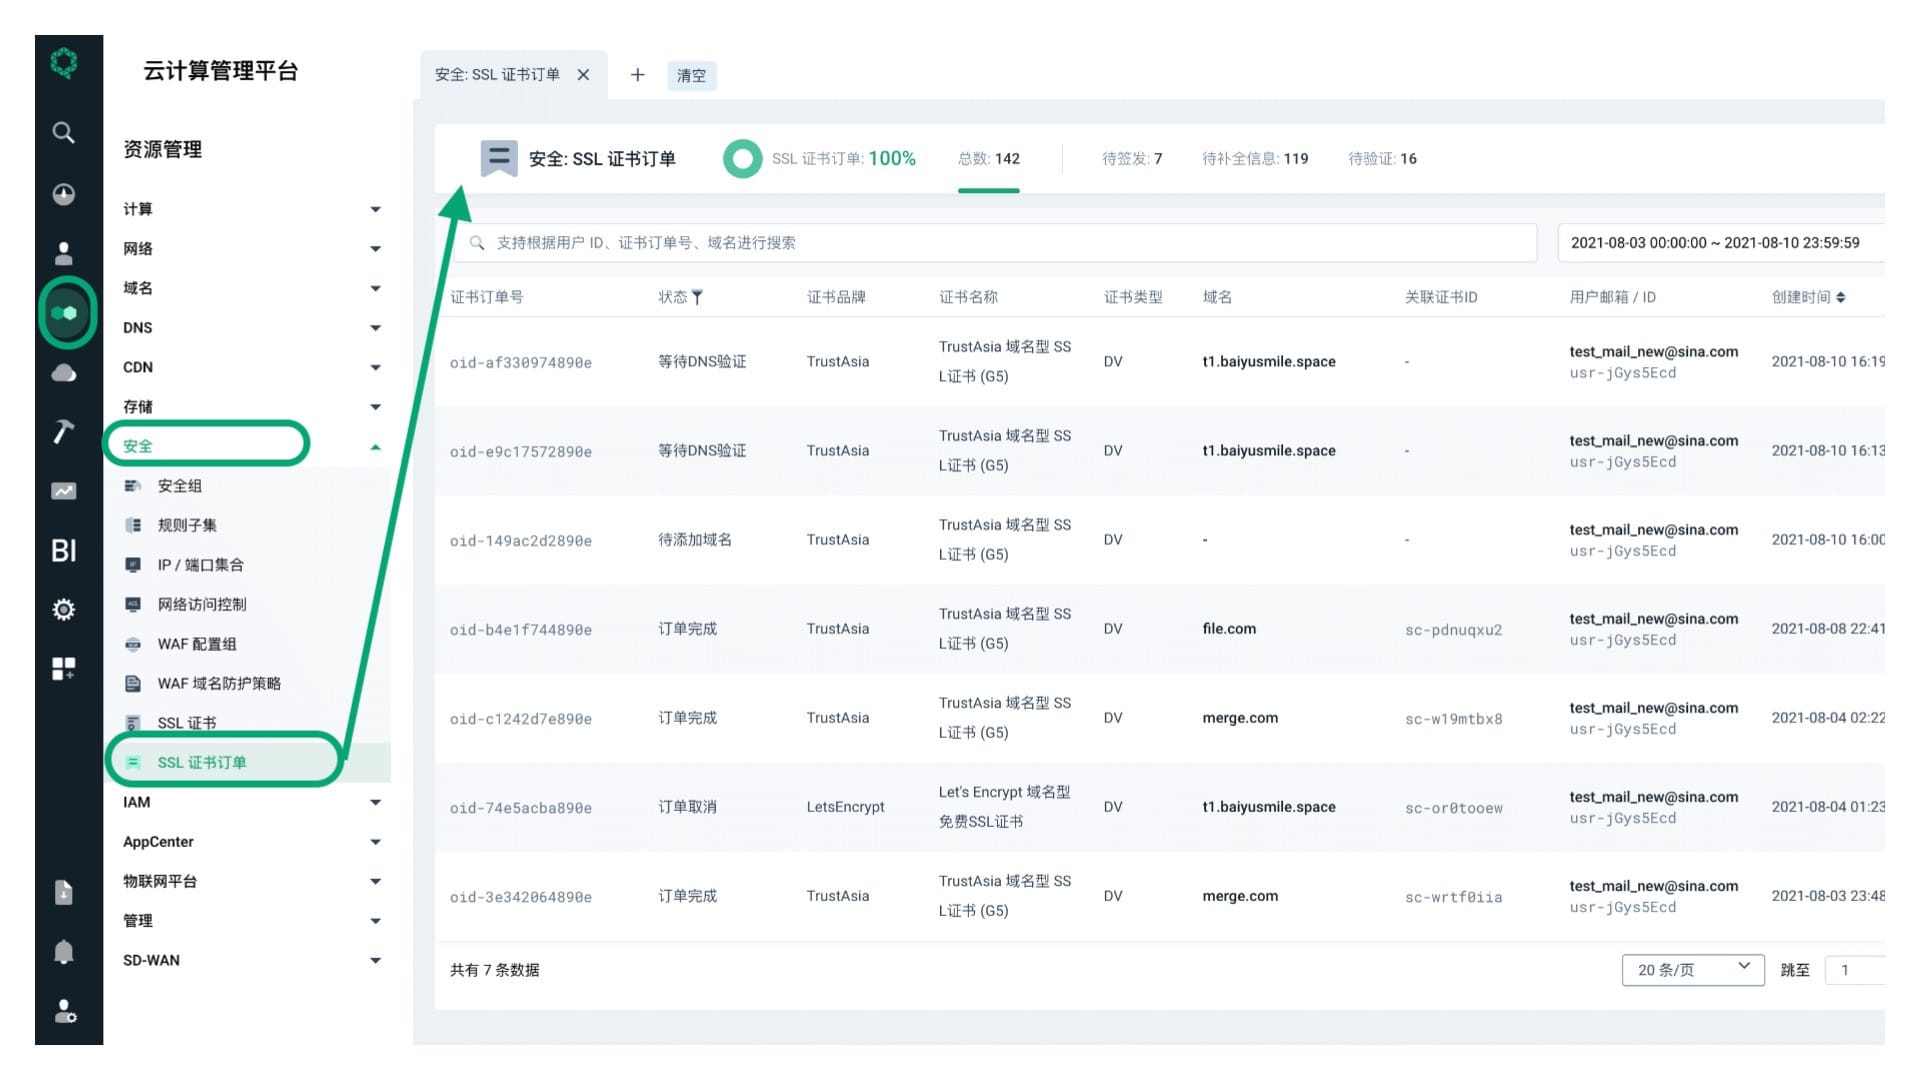 云计算管理平台
安全: SSL 证书订单
清空
资源管理
计算
网络
域名
DNS
CDN
存储
安全
安全组
规则子集
IP / 端口集合
网络访问控制
WAF 配置组
WAF 域名防护策略
SSL 证书
SSL 证书订单
IAM
AppCenter
物联网平台
管理
SD-WAN
BI
安全: SSL 证书订单
SSL 证书订单: 100%
总数: 142
待签发: 7
待补全信息: 119
待验证: 16
支持根据用户 ID、证书订单号、域名进行搜索
2021-08-03 00:00:00 ~ 2021-08-10 23:59:59
证书订单号 状态 证书品牌 证书名称 证书类型 域名 关联证书ID 用户邮箱 / ID 创建时间
oid-af330974890e 等待DNS验证 TrustAsia TrustAsia 域名型 SS
L证书 (G5) DV t1.baiyusmile.space - test_mail_new@sina.com
usr-jGys5Ecd 2021-08-10 16:19
oid-e9c17572890e 等待DNS验证 TrustAsia TrustAsia 域名型 SS
L证书 (G5) DV t1.baiyusmile.space - test_mail_new@sina.com
usr-jGys5Ecd 2021-08-10 16:13
oid-149ac2d2890e 待添加域名 TrustAsia TrustAsia 域名型 SS
L证书 (G5) DV - - test_mail_new@sina.com
usr-jGys5Ecd 2021-08-10 16:00
oid-b4e1f744890e 订单完成 TrustAsia TrustAsia 域名型 SS
L证书 (G5) DV file.com sc-pdnuqxu2 test_mail_new@sina.com
usr-jGys5Ecd 2021-08-08 22:41
oid-c1242d7e890e 订单完成 TrustAsia TrustAsia 域名型 SS
L证书 (G5) DV merge.com sc-w19mtbx8 test_mail_new@sina.com
usr-jGys5Ecd 2021-08-04 02:22
oid-74e5acba890e 订单取消 LetsEncrypt Let's Encrypt 域名型
免费SSL证书 DV t1.baiyusmile.space sc-or0tooew test_mail_new@sina.com
usr-jGys5Ecd 2021-08-04 01:23
oid-3e342064890e 订单完成 TrustAsia TrustAsia 域名型 SS
L证书 (G5) DV merge.com sc-wrtf0iia test_mail_new@sina.com
usr-jGys5Ecd 2021-08-03 23:48
共有 7 条数据
20 条/页
跳至
1